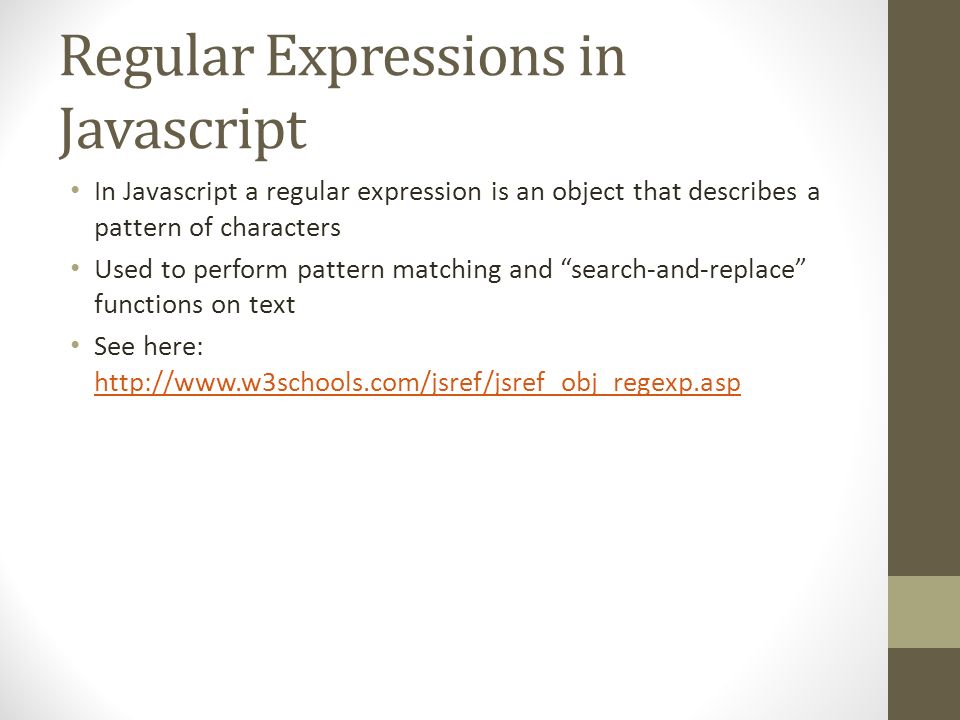 Regular Expressions in
Javascript
• In Javascript a regular expression is an object that describes a
pattern of characters
• Used to perform pattern matching and “search-and-replace”
functions on text
• See here:
http://www.w3schools.com/jsref/jsref_obj_regexp.asp